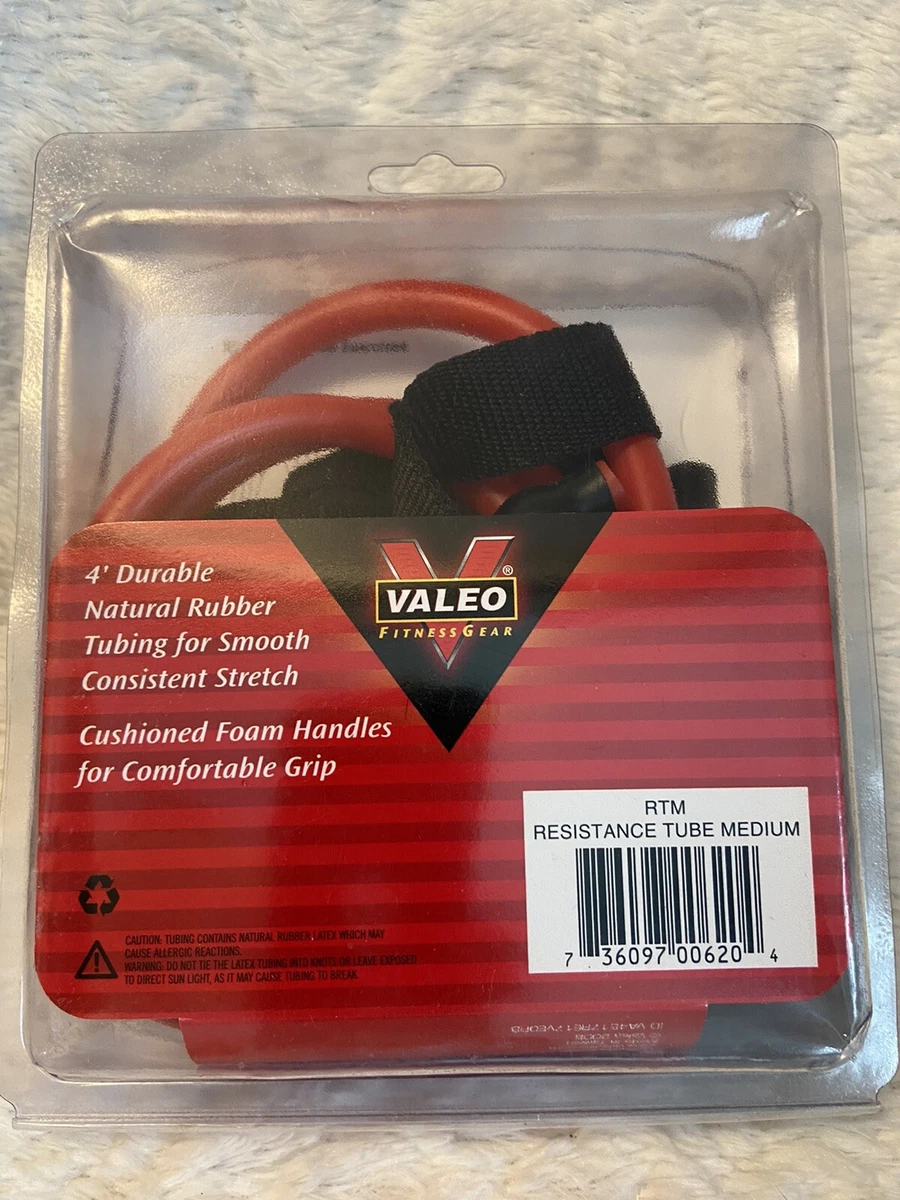 4' Durable
Natural Rubber
Tubing for Smooth
Consistent Stretch
Cushioned Foam Handles
for Comfortable Grip
VALEO®
FITNESSGEAR
RTM
RESISTANCE TUBE MEDIUM
7 36097 00620 4
CAUTION: TUBING CONTAINS NATURAL RUBBER LATEX WHICH MAY
CAUSE ALLERGIC REACTIONS.
WARNING: DO NOT TIE THE LATEX TUBING INTO KNOTS OR LEAVE EXPOSED
TO DIRECT SUN LIGHT, AS IT MAY CAUSE TUBING TO BREAK.